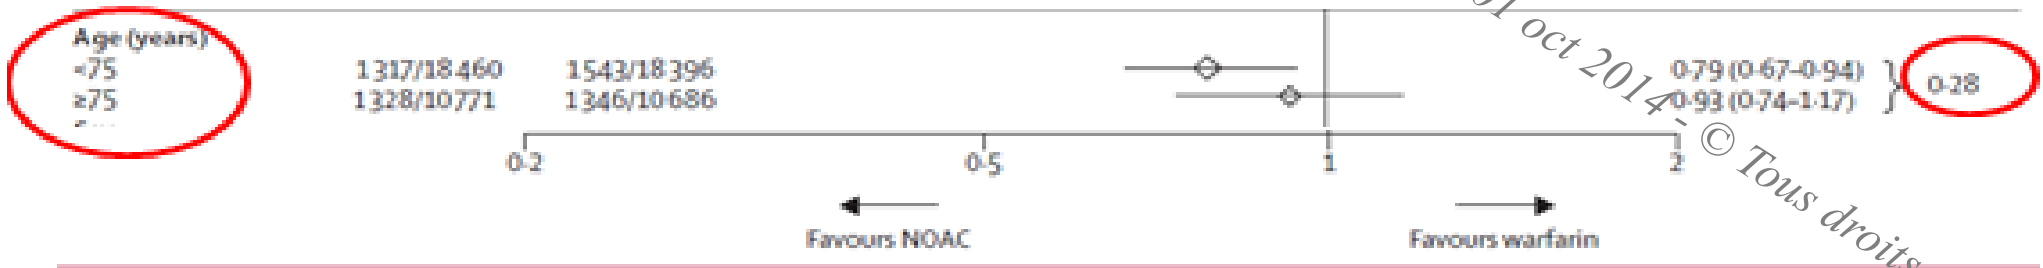 Age (years)
<75 1317/18460 1543/18396 0·79 (0·67–0·94)
≥75 1328/10771 1346/10686 0·93 (0·74–1·17)
0·28
0·2 0·5 1 2
Favours NOAC Favours warfarin
oct 2014 - © Tous droits